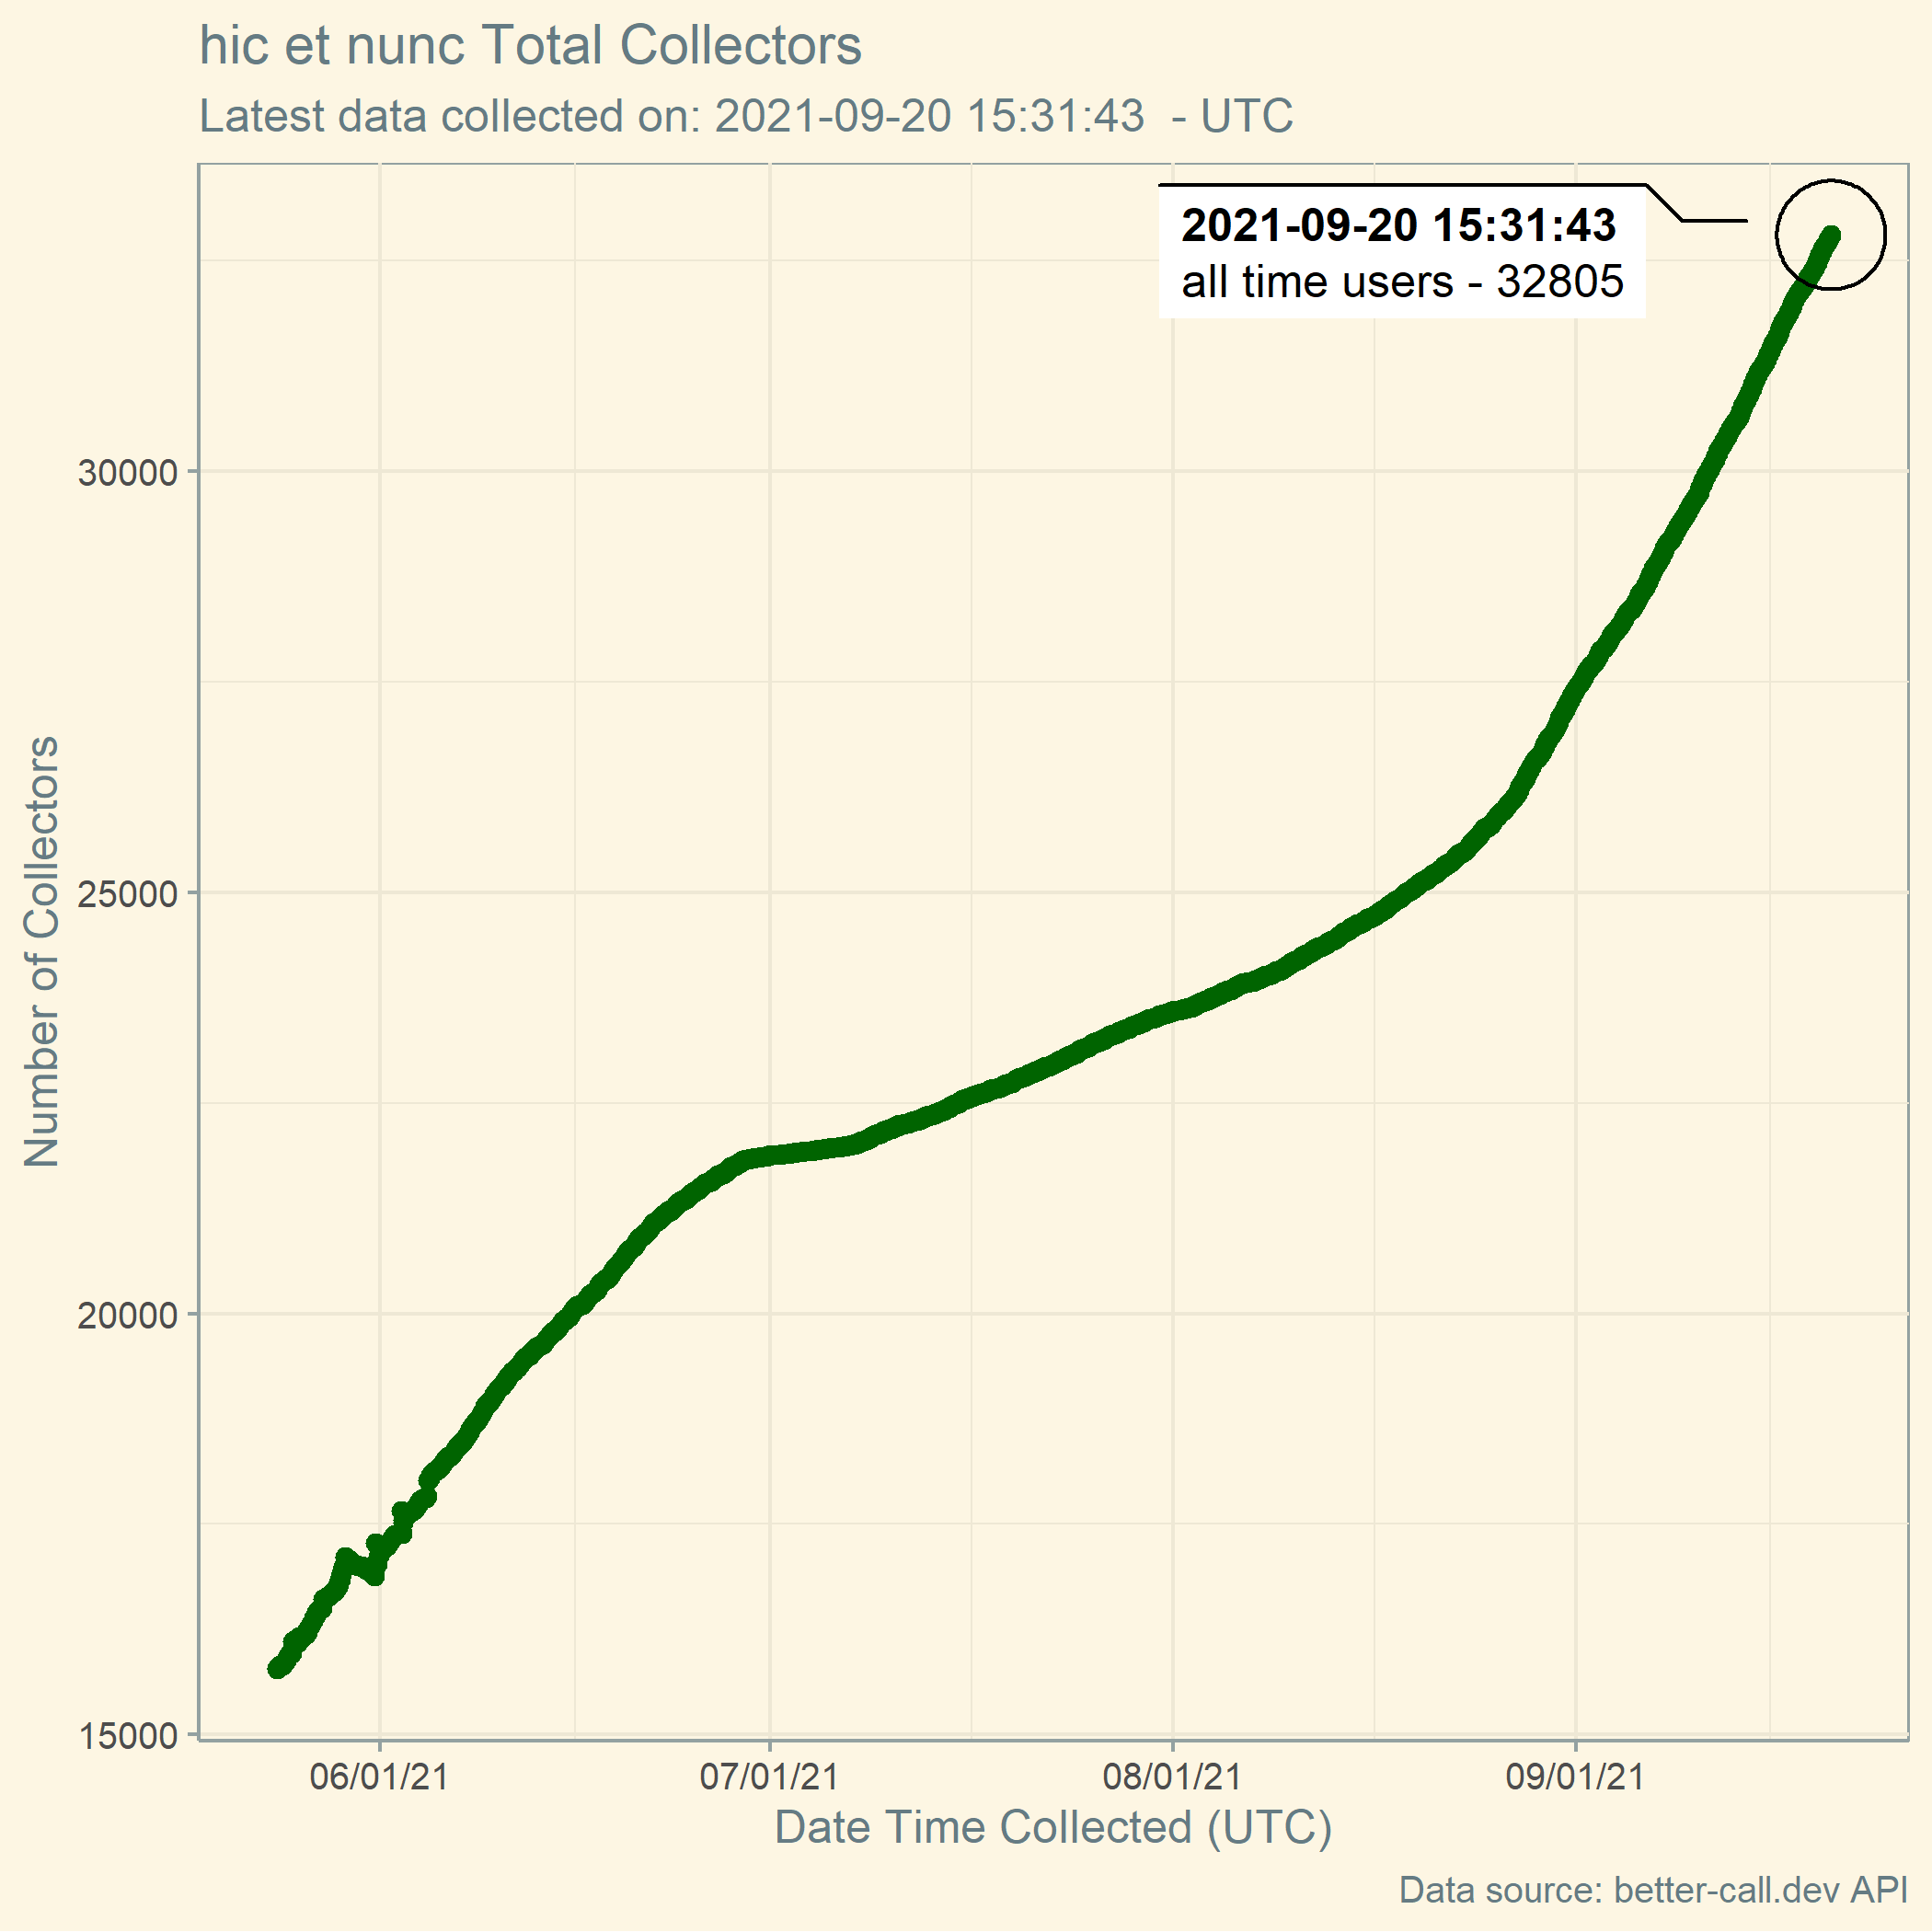 hic et nunc Total Collectors
Latest data collected on: 2021-09-20 15:31:43  - UTC
2021-09-20 15:31:43
all time users - 32805
Number of Collectors
30000
25000
20000
15000
06/01/21
07/01/21
08/01/21
09/01/21
Date Time Collected (UTC)
Data source: better-call.dev API